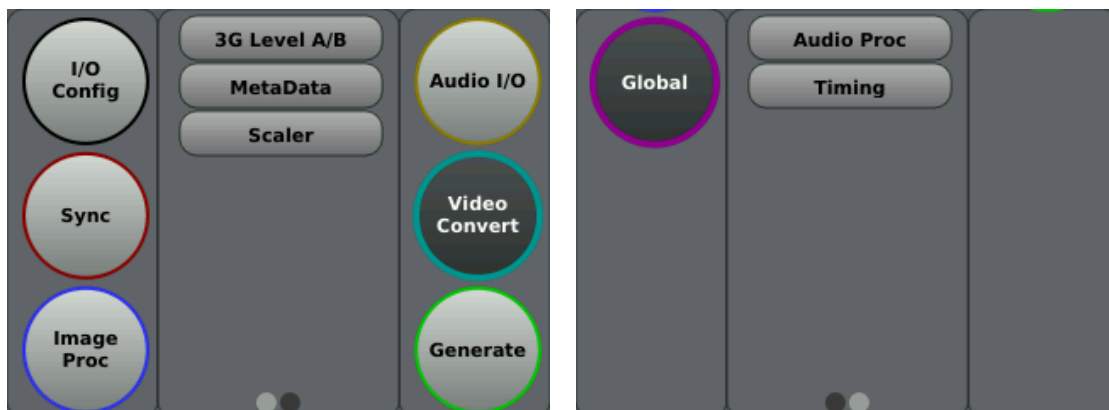 I/O
Config
Sync
Image
Proc
3G Level A/B
MetaData
Scaler
Audio I/O
Video
Convert
Generate
Global
Audio Proc
Timing